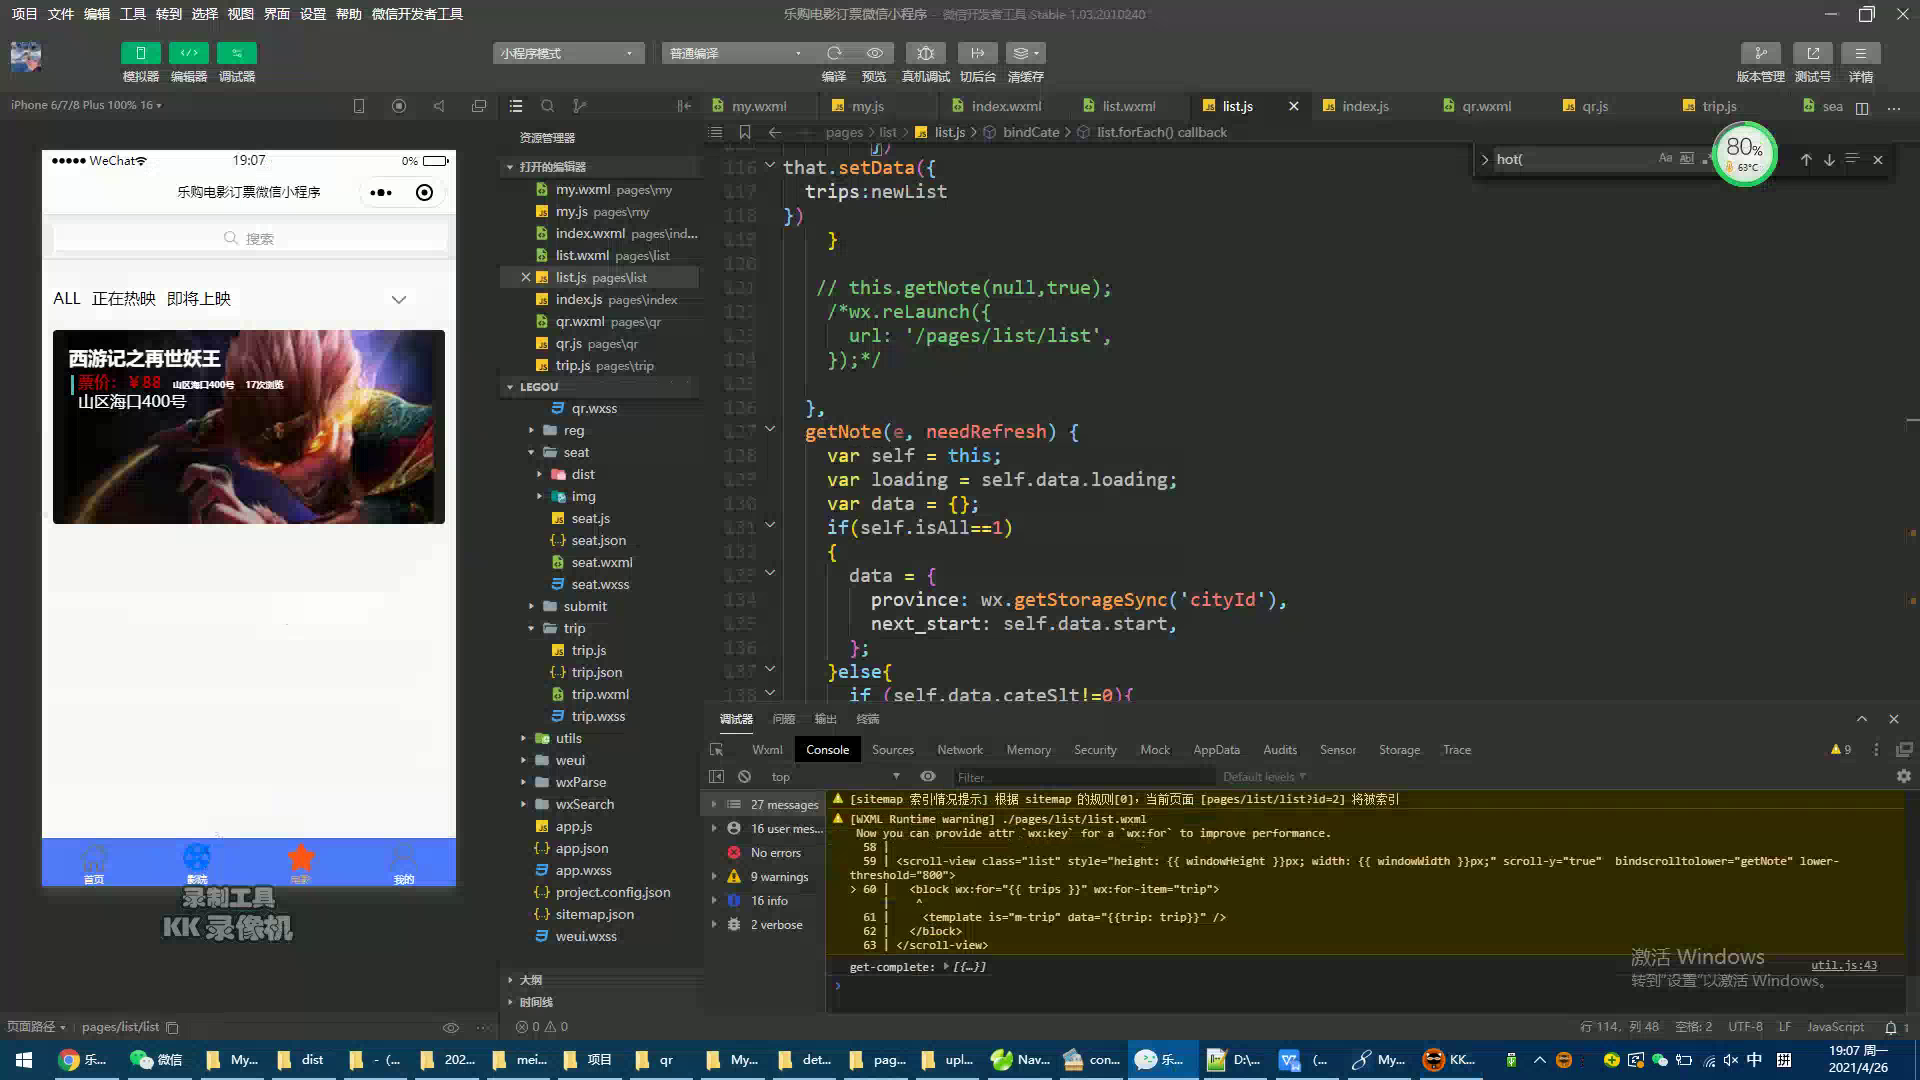 项目 文件 编辑 工具 转到 选择 视图 界面 设置 帮助 微信开发者工具
乐购电影订票微信小程序 - 微信开发者工具 Stable 1.03.2010240
小程序模式
普通编译
模拟器 编辑器 调试器
编译 预览 真机调试 切后台 清缓存
版本管理 测试号 详情
iPhone 6/7/8 Plus 100% 16
my.wxml my.js index.wxml list.wxml list.js index.js qr.wxml qr.js trip.js sea
资源管理器
pages > list > list.js > bindCate > list.forEach() callback
WeChat 19:07 0%
乐购电影订票微信小程序
搜索
ALL 正在热映 即将上映
西游记之再世妖王
票价：￥88 山区海口400号 17次浏览
山区海口400号
首页 影院 我的
录制工具
KK 录像机
页面路径 pages/list/list
打开的编辑器
my.wxml pages\my
my.js pages\my
index.wxml pages\ind...
list.wxml pages\list
list.js pages\list
index.js pages\index
qr.wxml pages\qr
qr.js pages\qr
trip.js pages\trip
LEGOU
qr.wxss
reg
seat
dist
img
seat.js
seat.json
seat.wxml
seat.wxss
submit
trip
trip.js
trip.json
trip.wxml
trip.wxss
utils
weui
wxParse
wxSearch
app.js
app.json
app.wxss
project.config.json
sitemap.json
weui.wxss
大纲
时间线
0 0
hot(
Aa Abl
80%
63°C
116 that.setData({
117 trips:newList
118 })
119 }
120
121 // this.getNote(null,true);
122 /*wx.reLaunch({
123 url: '/pages/list/list',
124 });*/
125
126 },
127 getNote(e, needRefresh) {
128 var self = this;
129 var loading = self.data.loading;
130 var data = {};
131 if(self.isAll==1)
132 {
133 data = {
134 province: wx.getStorageSync('cityId'),
135 next_start: self.data.start,
136 };
137 }else{
138 if (self.data.cateSlt!=0){
调试器 问题 输出 终端
Wxml Console Sources Network Memory Security Mock AppData Audits Sensor Storage Trace 9
top Filter Default levels
27 messages
16 user mes...
No errors
9 warnings
16 info
2 verbose
[sitemap 索引情况提示] 根据 sitemap 的规则[0]，当前页面 [pages/list/list?id=2] 将被索引
[WXML Runtime warning] ./pages/list/list.wxml
Now you can provide attr `wx:key` for a `wx:for` to improve performance.
58 |
59 | <scroll-view class="list" style="height: {{ windowHeight }}px; width: {{ windowWidth }}px;" scroll-y="true" bindscrolltolower="getNote" lower-
threshold="800">
> 60 | <block wx:for="{{ trips }}" wx:for-item="trip">
| ^
61 | <template is="m-trip" data="{{trip: trip}}" />
62 | </block>
63 | </scroll-view>
get-complete: [{…}] util.js:43
激活 Windows
转到"设置"以激活 Windows。
行 114，列 48 空格: 2 UTF-8 LF JavaScript 1
乐... 微信 My... dist - (... 202... mei... 项目 qr My... det... pag... upl... Nav... con... 乐... D:\... (... My... KK... 中
19:07 周一
2021/4/26